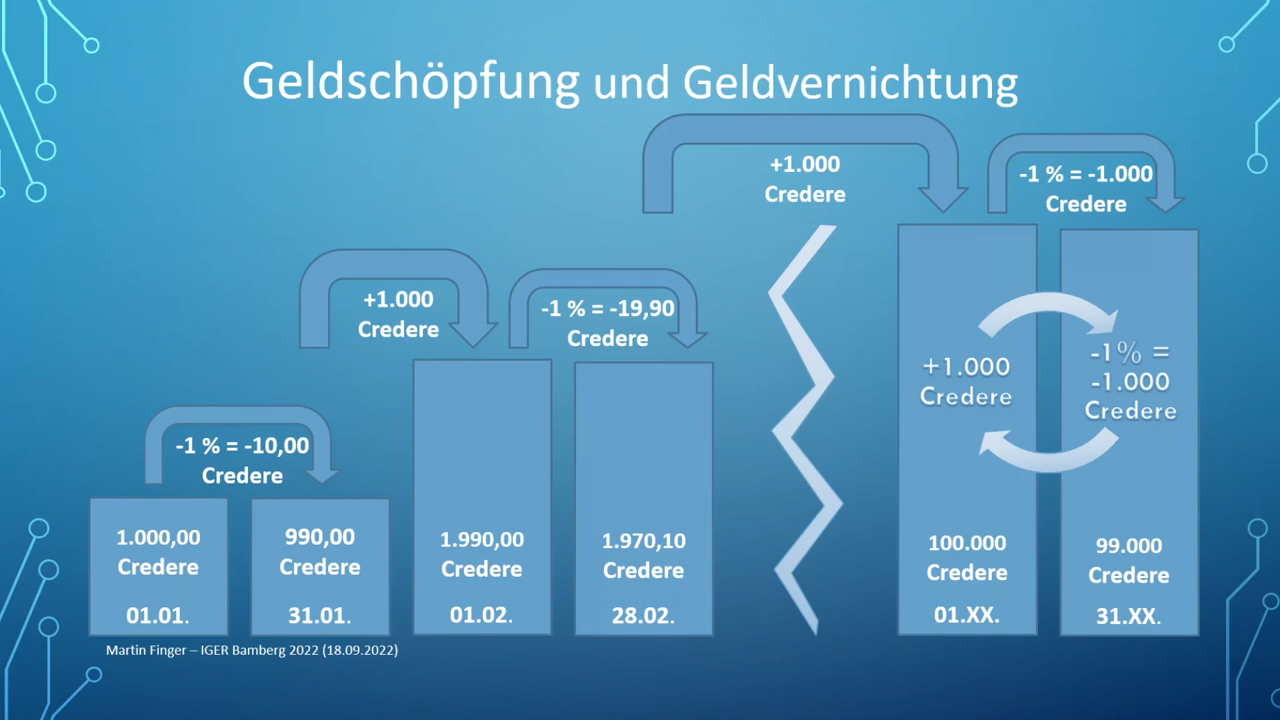 Geldschöpfung und Geldvernichtung
+1.000
Credere
-1 % = -1.000
Credere
+1.000
Credere
-1 % = -19,90
Credere
-1 % = -10,00
Credere
+1.000
Credere
-1% =
-1.000
Credere
1.000,00
Credere
01.01.
990,00
Credere
31.01.
1.990,00
Credere
01.02.
1.970,10
Credere
28.02.
100.000
Credere
01.XX.
99.000
Credere
31.XX.
Martin Finger – IGER Bamberg 2022 (18.09.2022)